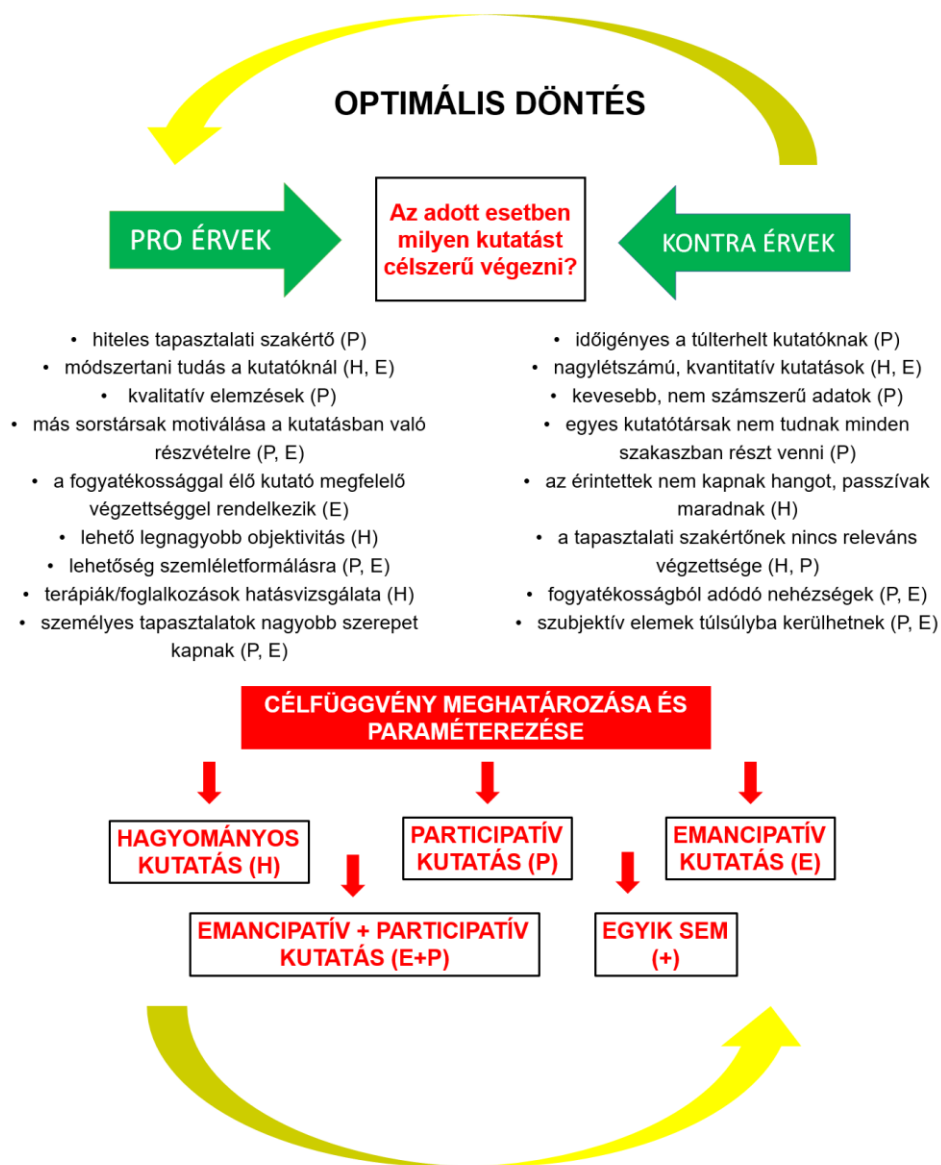 OPTIMÁLIS DÖNTÉS
PRO ÉRVEK
Az adott esetben
milyen kutatást
célszerű végezni?
KONTRA ÉRVEK
• hiteles tapasztalati szakértő (P)
• módszertani tudás a kutatóknál (H, E)
• kvalitatív elemzések (P)
• más sorstársak motiválása a kutatásban való
részvételre (P, E)
• a fogyatékossággal élő kutató megfelelő
végzettséggel rendelkezik (E)
• lehető legnagyobb objektivitás (H)
• lehetőség szemléletformálásra (P, E)
• terápiák/foglalkozások hatásvizsgálata (H)
• személyes tapasztalatok nagyobb szerepet
kapnak (P, E)
• időigényes a túlterhelt kutatóknak (P)
• nagylétszámú, kvantitatív kutatások (H, E)
• kevesebb, nem számszerű adatok (P)
• egyes kutatótársak nem tudnak minden
szakaszban részt venni (P)
• az érintettek nem kapnak hangot, passzívak
maradnak (H)
• a tapasztalati szakértőnek nincs releváns
végzettsége (H, P)
• fogyatékosságból adódó nehézségek (P, E)
• szubjektív elemek túlsúlyba kerülhetnek (P, E)
CÉLFÜGGVÉNY MEGHATÁROZÁSA ÉS
PARAMÉTEREZÉSE
HAGYOMÁNYOS
KUTATÁS (H)
PARTICIPATÍV
KUTATÁS (P)
EMANCIPATÍV
KUTATÁS (E)
EMANCIPATÍV + PARTICIPATÍV
KUTATÁS (E+P)
EGYIK SEM
(+)